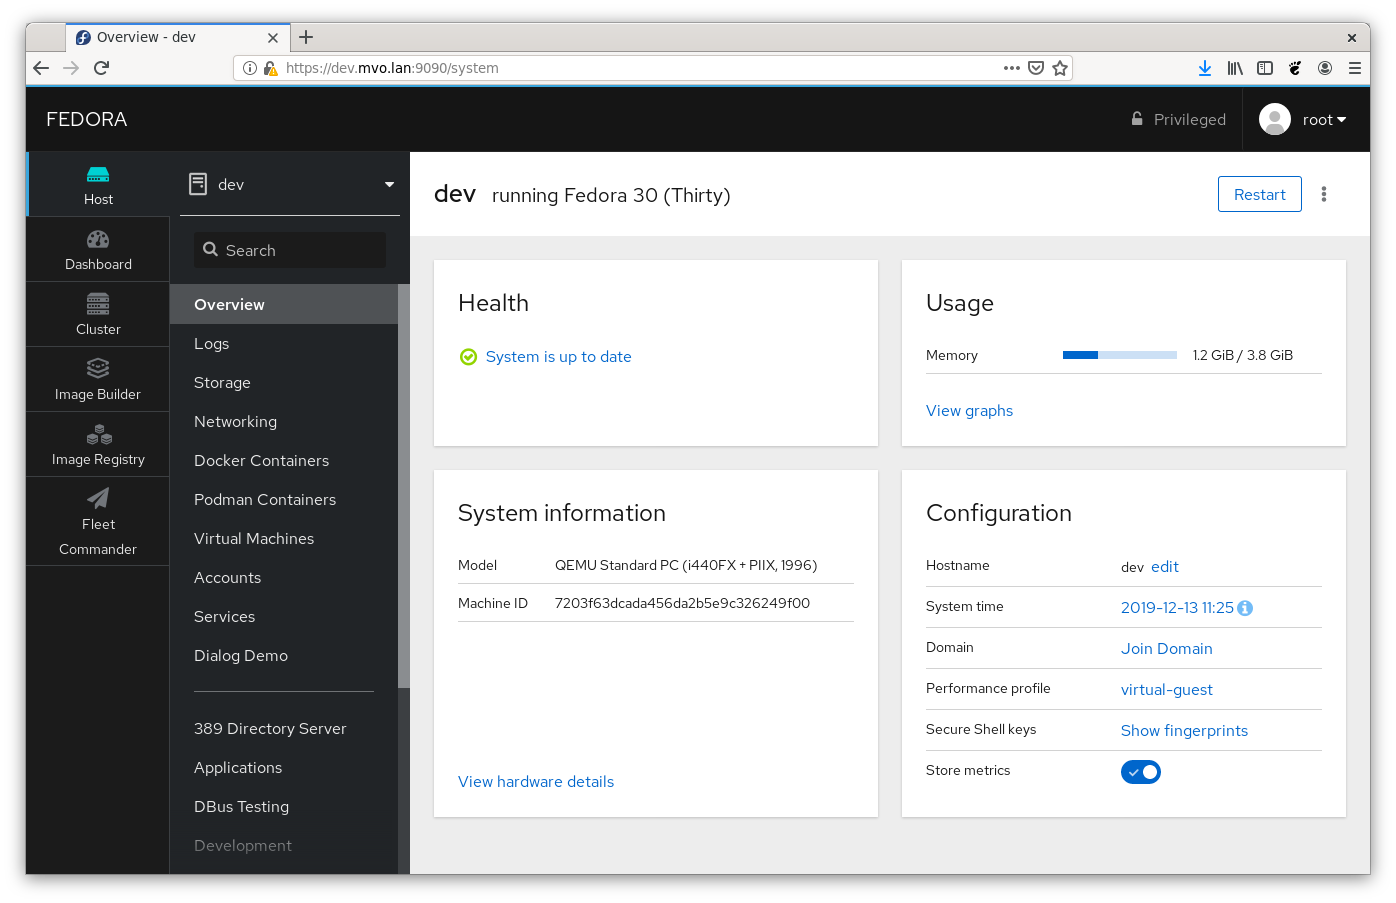 Overview - dev
https://dev.mvo.lan:9090/system
FEDORA
Privileged
root
Host
Dashboard
Cluster
Image Builder
Image Registry
Fleet
Commander
dev
Search
Overview
Logs
Storage
Networking
Docker Containers
Podman Containers
Virtual Machines
Accounts
Services
Dialog Demo
389 Directory Server
Applications
DBus Testing
Development
dev running Fedora 30 (Thirty)
Restart
Health
System is up to date
Usage
Memory 1.2 GiB / 3.8 GiB
View graphs
System information
Model QEMU Standard PC (i440FX + PIIX, 1996)
Machine ID 7203f63dcada456da2b5e9c326249f00
View hardware details
Configuration
Hostname dev edit
System time 2019-12-13 11:25
Domain Join Domain
Performance profile virtual-guest
Secure Shell keys Show fingerprints
Store metrics